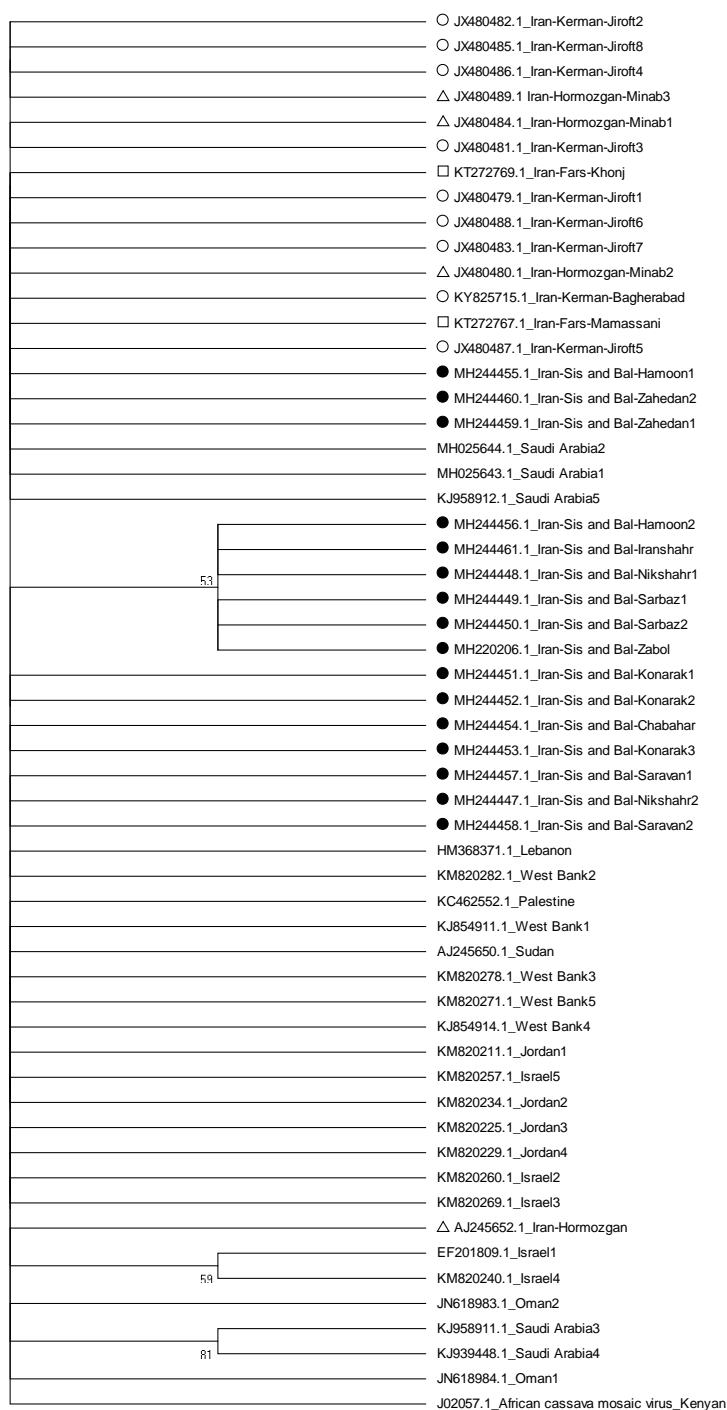 JX480482.1_Iran-Kerman-Jiroft2
JX480485.1_Iran-Kerman-Jiroft8
JX480486.1_Iran-Kerman-Jiroft4
JX480489.1 Iran-Hormozgan-Minab3
JX480484.1_Iran-Hormozgan-Minab1
JX480481.1_Iran-Kerman-Jiroft3
KT272769.1_Iran-Fars-Khonj
JX480479.1_Iran-Kerman-Jiroft1
JX480488.1_Iran-Kerman-Jiroft6
JX480483.1_Iran-Kerman-Jiroft7
JX480480.1_Iran-Hormozgan-Minab2
KY825715.1_Iran-Kerman-Bagherabad
KT272767.1_Iran-Fars-Mamassani
JX480487.1_Iran-Kerman-Jiroft5
MH244455.1_Iran-Sis and Bal-Hamoon1
MH244460.1_Iran-Sis and Bal-Zahedan2
MH244459.1_Iran-Sis and Bal-Zahedan1
MH025644.1_Saudi Arabia2
MH025643.1_Saudi Arabia1
KJ958912.1_Saudi Arabia5
MH244456.1_Iran-Sis and Bal-Hamoon2
MH244461.1_Iran-Sis and Bal-Iranshahr
53
MH244448.1_Iran-Sis and Bal-Nikshahr1
MH244449.1_Iran-Sis and Bal-Sarbaz1
MH244450.1_Iran-Sis and Bal-Sarbaz2
MH220206.1_Iran-Sis and Bal-Zabol
MH244451.1_Iran-Sis and Bal-Konarak1
MH244452.1_Iran-Sis and Bal-Konarak2
MH244454.1_Iran-Sis and Bal-Chabahar
MH244453.1_Iran-Sis and Bal-Konarak3
MH244457.1_Iran-Sis and Bal-Saravan1
MH244447.1_Iran-Sis and Bal-Nikshahr2
MH244458.1_Iran-Sis and Bal-Saravan2
HM368371.1_Lebanon
KM820282.1_West Bank2
KC462552.1_Palestine
KJ854911.1_West Bank1
AJ245650.1_Sudan
KM820278.1_West Bank3
KM820271.1_West Bank5
KJ854914.1_West Bank4
KM820211.1_Jordan1
KM820257.1_Israel5
KM820234.1_Jordan2
KM820225.1_Jordan3
KM820229.1_Jordan4
KM820260.1_Israel2
KM820269.1_Israel3
AJ245652.1_Iran-Hormozgan
EF201809.1_Israel1
59
KM820240.1_Israel4
JN618983.1_Oman2
KJ958911.1_Saudi Arabia3
81
KJ939448.1_Saudi Arabia4
JN618984.1_Oman1
J02057.1_African cassava mosaic virus_Kenyan